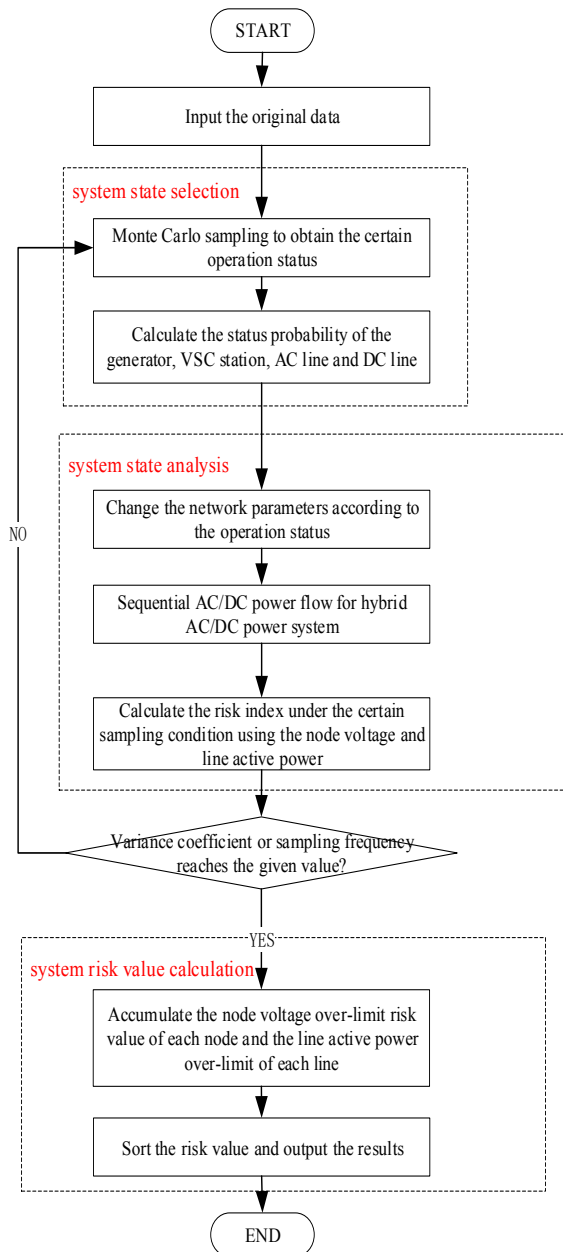 START
Input the original data
system state selection
Monte Carlo sampling to obtain the certain
operation status
Calculate the status probability of the
generator, VSC station, AC line and DC line
system state analysis
Change the network parameters according to
the operation status
NO
Sequential AC/DC power flow for hybrid
AC/DC power system
Calculate the risk index under the certain
sampling condition using the node voltage and
line active power
Variance coefficient or sampling frequency
reaches the given value?
YES
system risk value calculation
Accumulate the node voltage over-limit risk
value of each node and the line active power
over-limit of each line
Sort the risk value and output the results
END